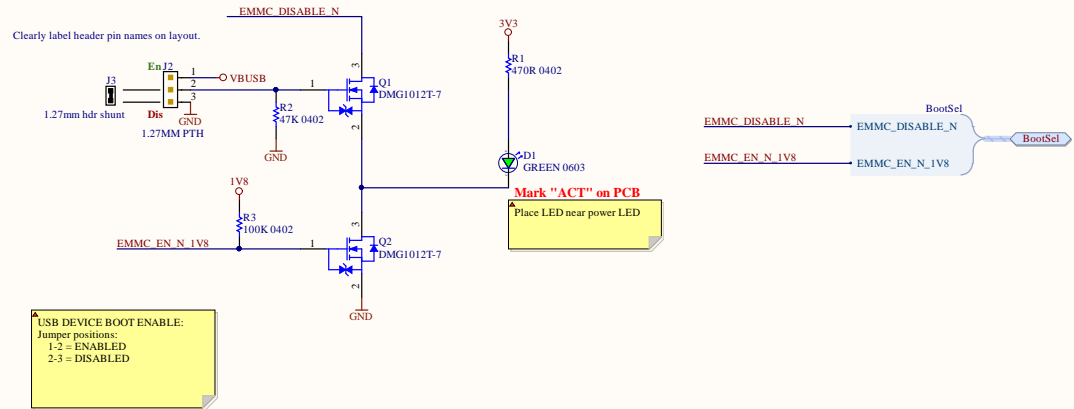 EMMC_DISABLE_N
Clearly label header pin names on layout.
3V3
3
R1
470R 0402
En J2
1
2
3
VBUSB
J3
1.27mm hdr shunt
Dis
GND
1.27MM PTH
1
Q1
DMG1012T-7
R2
47K 0402
2
GND
BootSel
EMMC_DISABLE_N
EMMC_DISABLE_N
BootSel
EMMC_EN_N_1V8
EMMC_EN_N_1V8
D1
GREEN 0603
Mark "ACT" on PCB
Place LED near power LED
1V8
R3
100K 0402
EMMC_EN_N_1V8
3
1
Q2
DMG1012T-7
2
GND
USB DEVICE BOOT ENABLE:
Jumper positions:
1-2 = ENABLED
2-3 = DISABLED